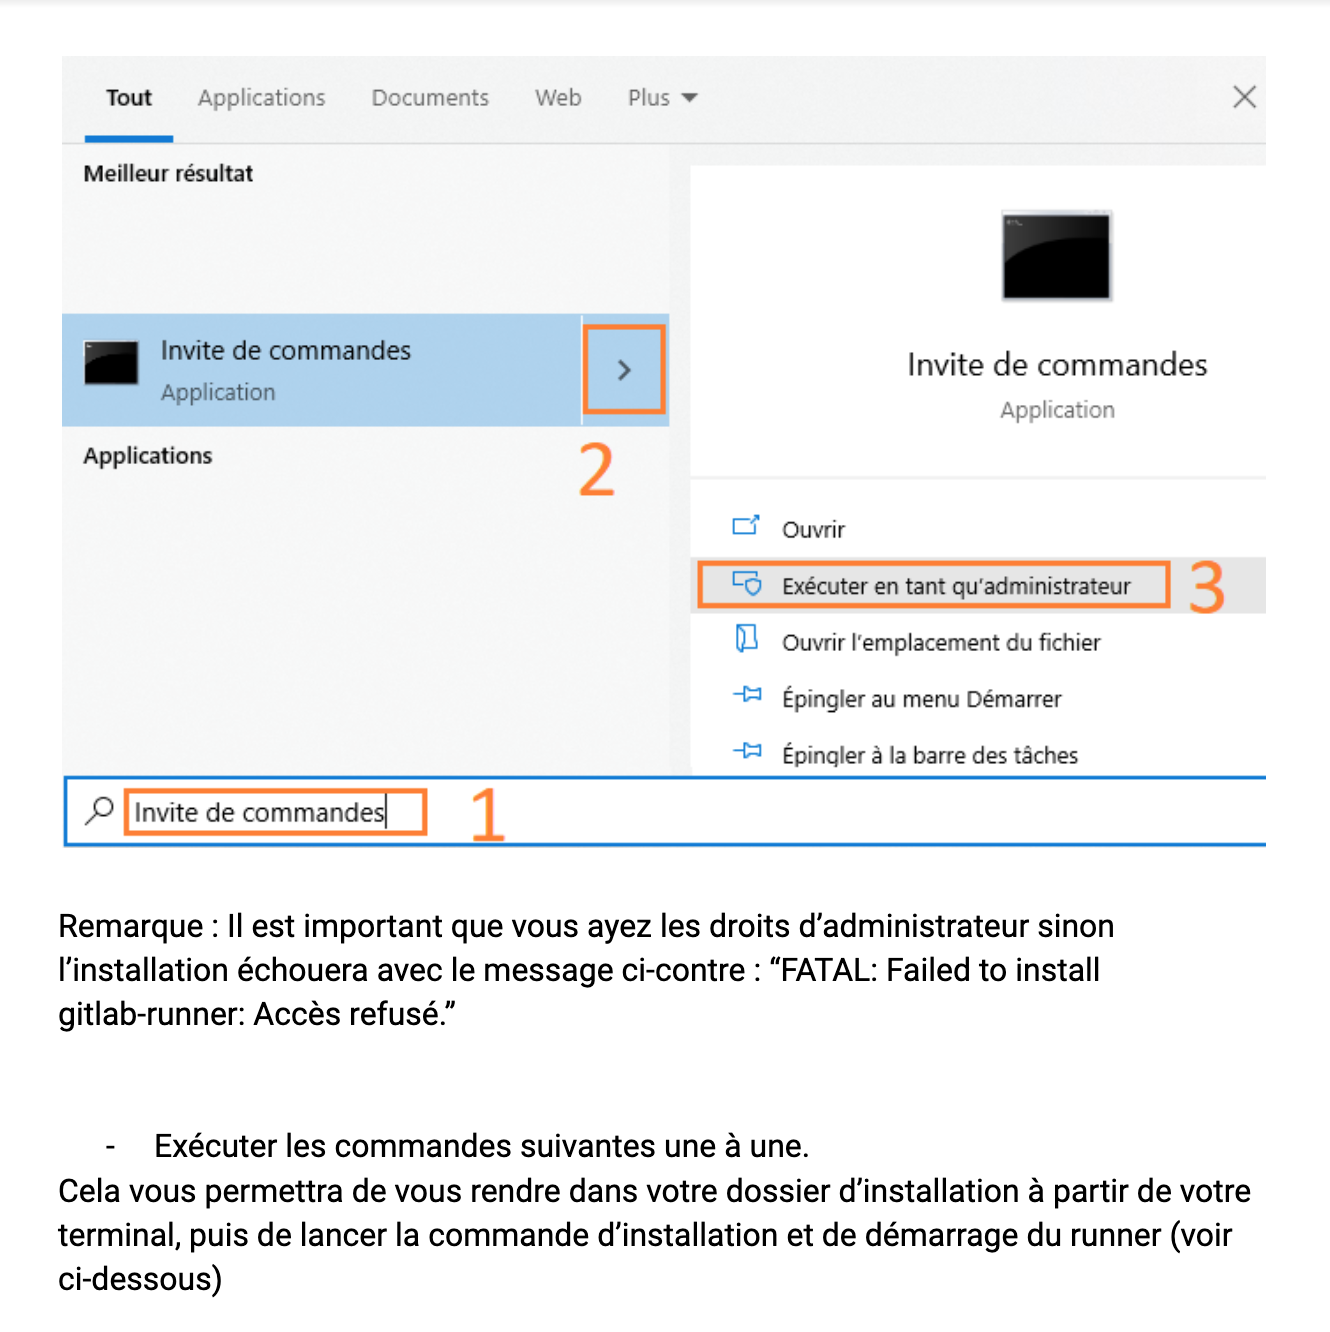 Tout Applications Documents Web Plus
Meilleur résultat
Invite de commandes
Application
2
Applications
Invite de commandes
Application
Ouvrir
Exécuter en tant qu'administrateur 3
Ouvrir l'emplacement du fichier
Épingler au menu Démarrer
Épingler à la barre des tâches
Invite de commandes 1
Remarque : Il est important que vous ayez les droits d’administrateur sinon
l’installation échouera avec le message ci-contre : “FATAL: Failed to install
gitlab-runner: Accès refusé.”
- Exécuter les commandes suivantes une à une.
Cela vous permettra de vous rendre dans votre dossier d’installation à partir de votre
terminal, puis de lancer la commande d’installation et de démarrage du runner (voir
ci-dessous)